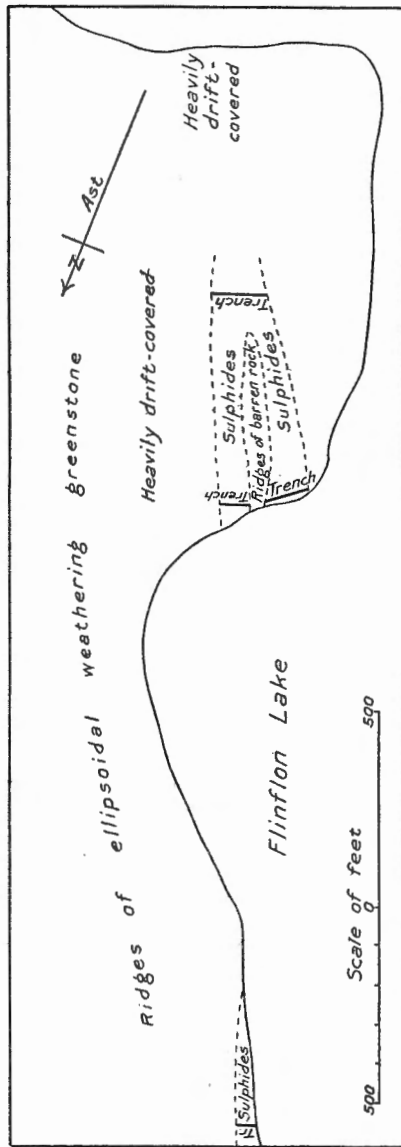 Ridges of ellipsoidal weathering greenstone
N
Ast
Heavily drift-covered
Heavily
drift-
covered
Trench
Sulphides
Trench
Ridges of barren rock
Sulphides
Trench
Flinflon Lake
Sulphides
Tr.
Scale of feet
500 0 500